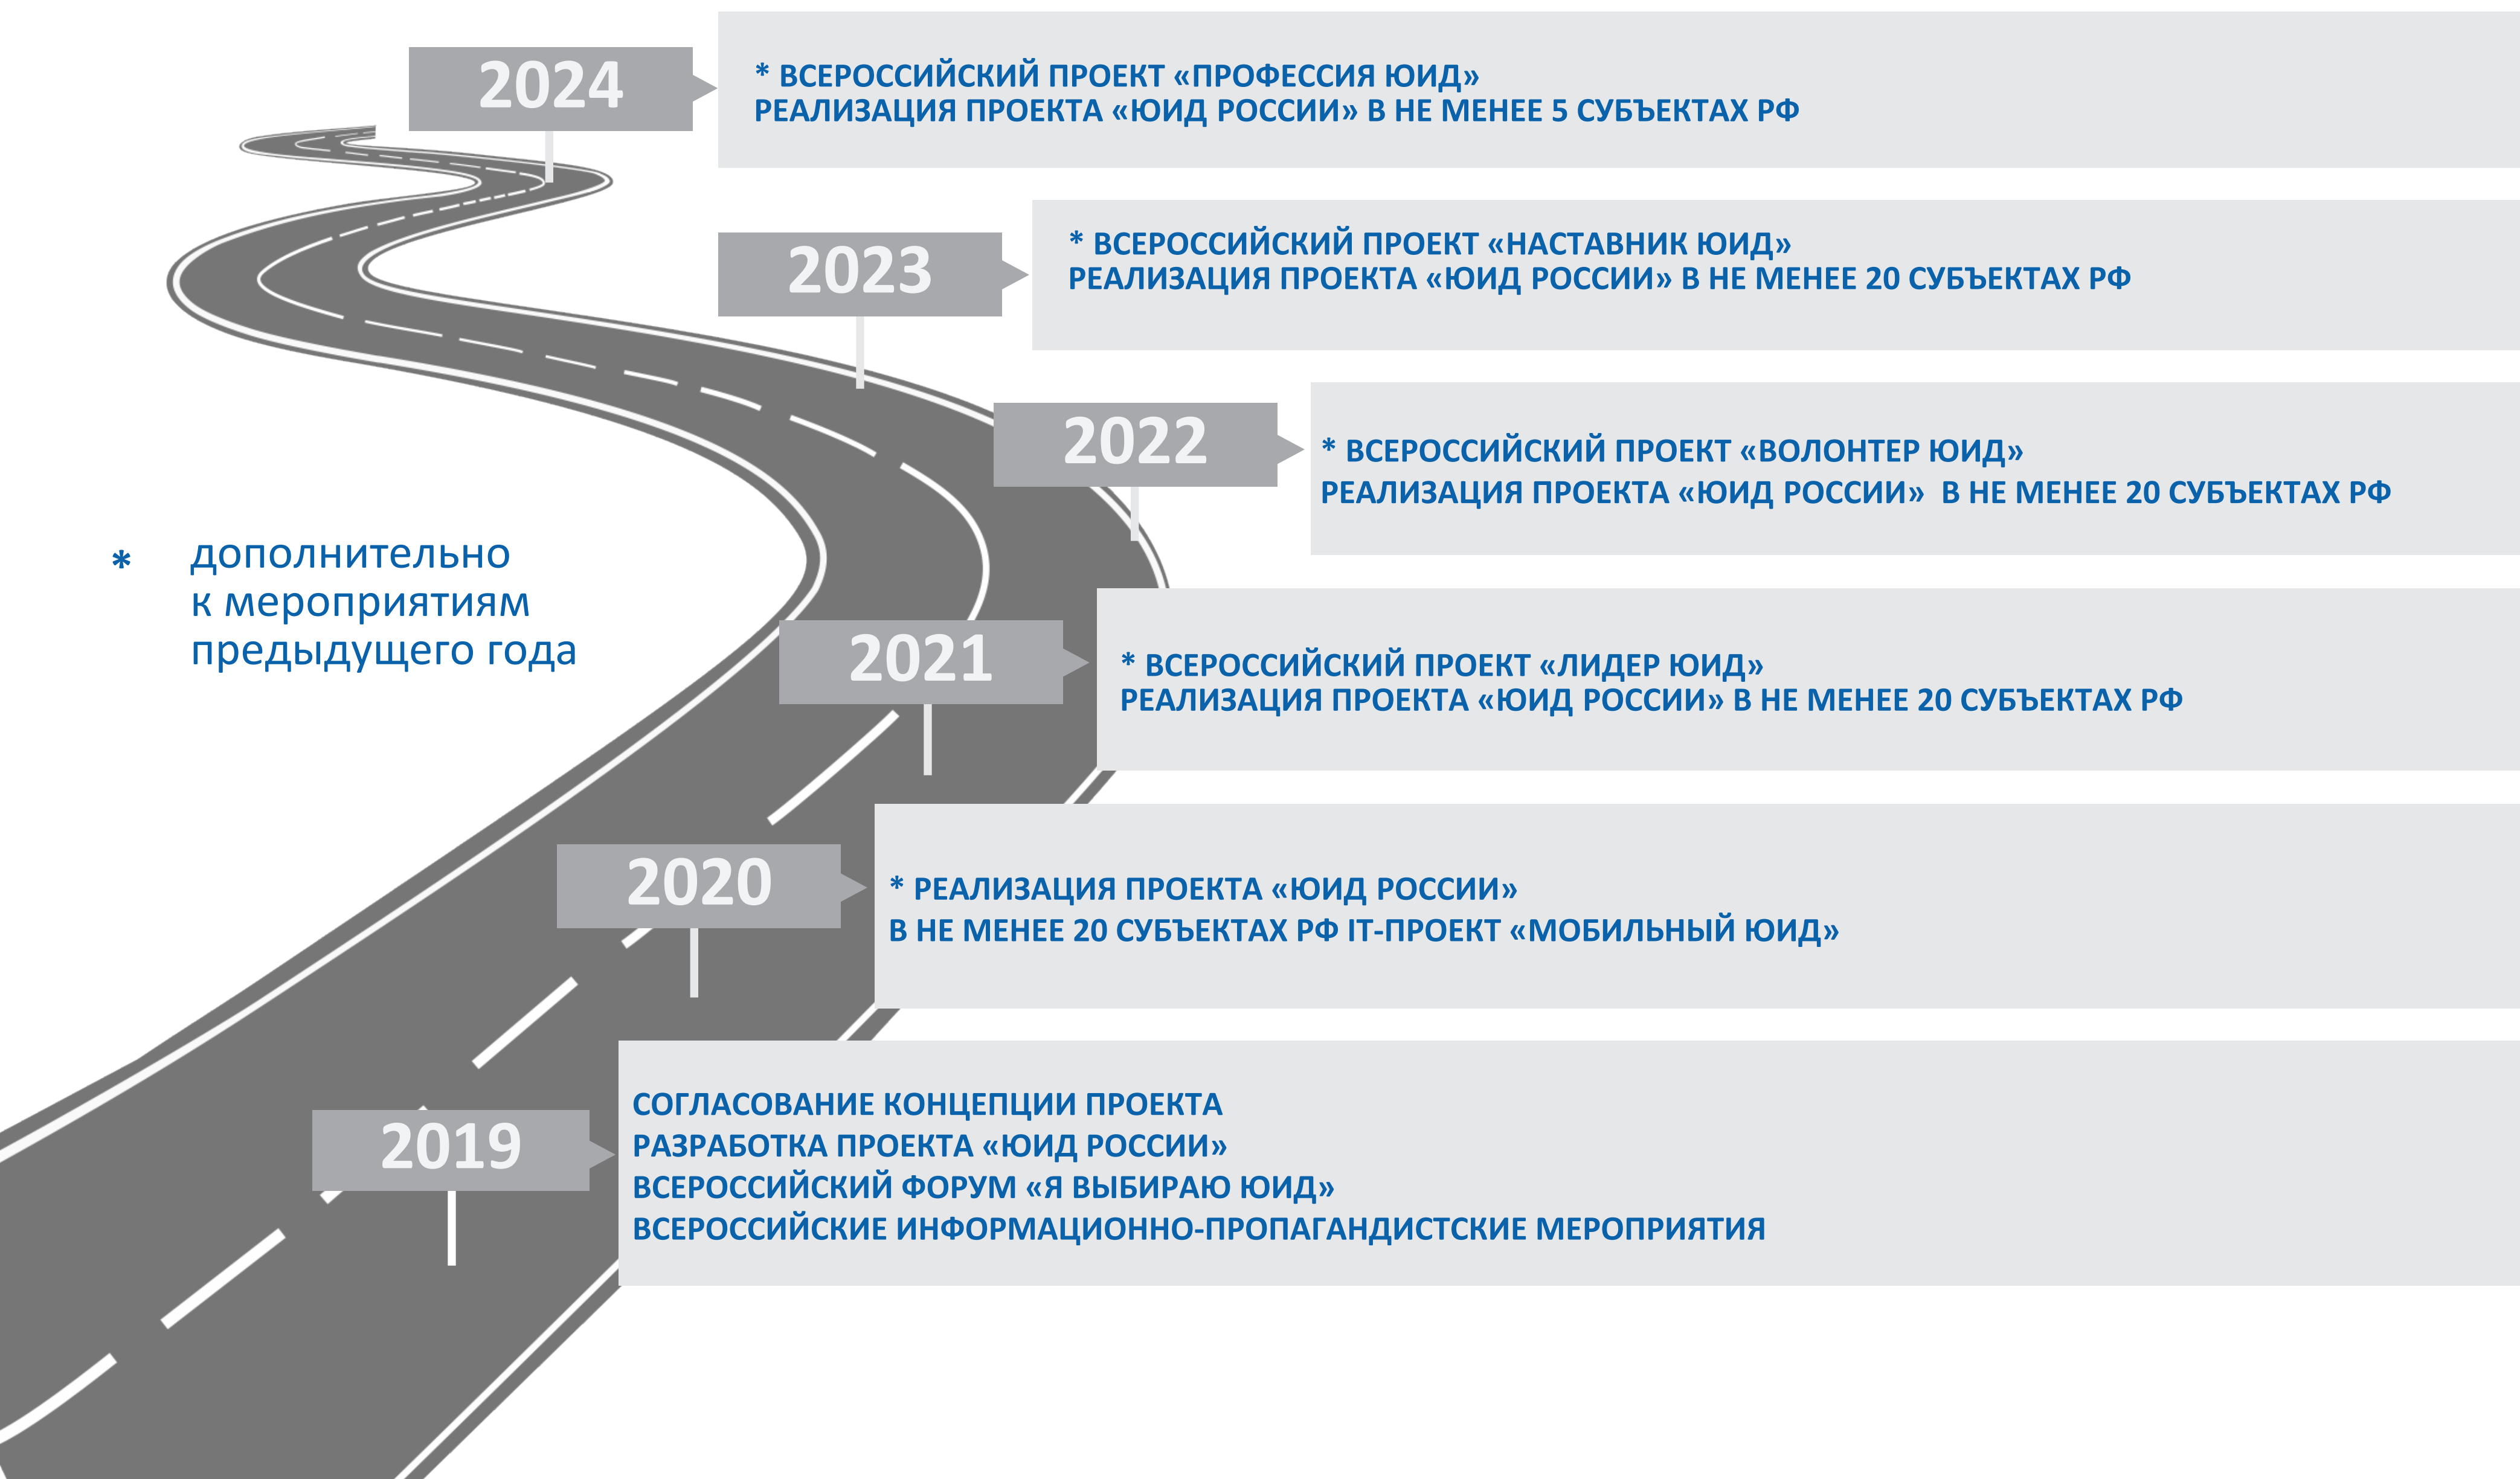 2024
* ВСЕРОССИЙСКИЙ ПРОЕКТ «ПРОФЕССИЯ ЮИД»
РЕАЛИЗАЦИЯ ПРОЕКТА «ЮИД РОССИИ» В НЕ МЕНЕЕ 5 СУБЪЕКТАХ РФ
2023
* ВСЕРОССИЙСКИЙ ПРОЕКТ «НАСТАВНИК ЮИД»
РЕАЛИЗАЦИЯ ПРОЕКТА «ЮИД РОССИИ» В НЕ МЕНЕЕ 20 СУБЪЕКТАХ РФ
2022
* ВСЕРОССИЙСКИЙ ПРОЕКТ «ВОЛОНТЕР ЮИД»
РЕАЛИЗАЦИЯ ПРОЕКТА «ЮИД РОССИИ» В НЕ МЕНЕЕ 20 СУБЪЕКТАХ РФ
* дополнительно
к мероприятиям
предыдущего года
2021
* ВСЕРОССИЙСКИЙ ПРОЕКТ «ЛИДЕР ЮИД»
РЕАЛИЗАЦИЯ ПРОЕКТА «ЮИД РОССИИ» В НЕ МЕНЕЕ 20 СУБЪЕКТАХ РФ
2020
* РЕАЛИЗАЦИЯ ПРОЕКТА «ЮИД РОССИИ»
В НЕ МЕНЕЕ 20 СУБЪЕКТАХ РФ IT-ПРОЕКТ «МОБИЛЬНЫЙ ЮИД»
2019
СОГЛАСОВАНИЕ КОНЦЕПЦИИ ПРОЕКТА
РАЗРАБОТКА ПРОЕКТА «ЮИД РОССИИ»
ВСЕРОССИЙСКИЙ ФОРУМ «Я ВЫБИРАЮ ЮИД»
ВСЕРОССИЙСКИЕ ИНФОРМАЦИОННО-ПРОПАГАНДИСТСКИЕ МЕРОПРИЯТИЯ